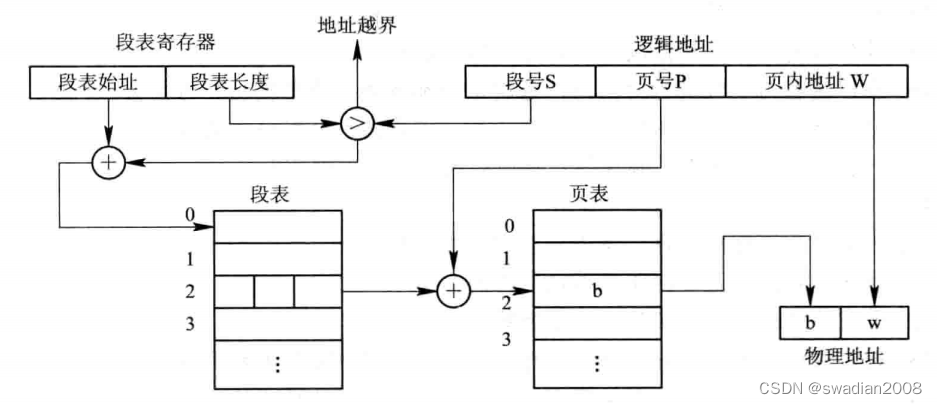 地址越界
段表寄存器
逻辑地址
段表始址 段表长度
段号S 页号P 页内地址 W
>
+
段表
页表
0
1
2
3
⋮
+
0
1
b
2
3
⋮
b w
物理地址
CSDN @swadian2008